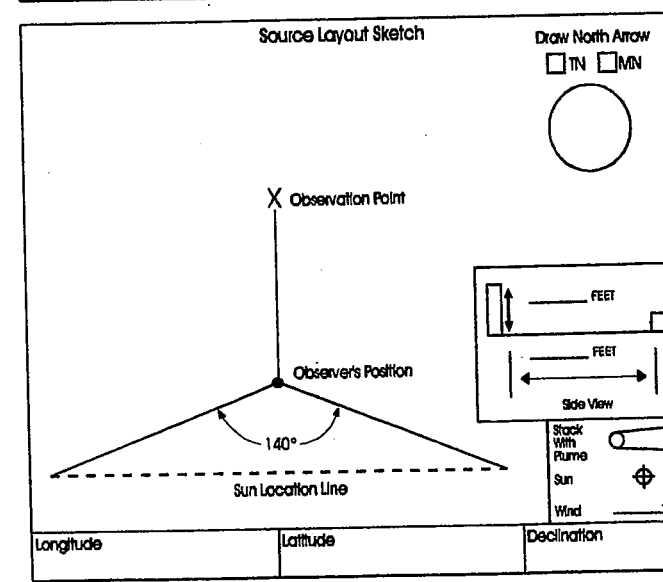 Source Layout Sketch
Draw North Arrow
TN MN
X Observation Point
FEET
FEET
Side View
Observer's Position
140°
Sun Location Line
Stack
With
Plume
Sun
Wind
Longitude
Latitude
Declination